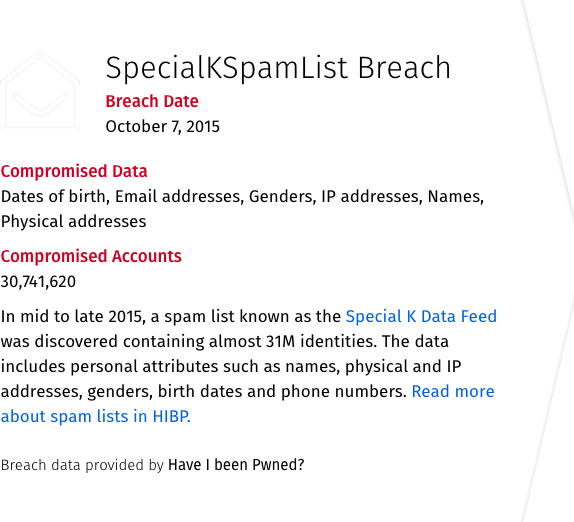 SpecialKSpamList Breach
Breach Date
October 7, 2015
Compromised Data
Dates of birth, Email addresses, Genders, IP addresses, Names,
Physical addresses
Compromised Accounts
30,741,620
In mid to late 2015, a spam list known as the Special K Data Feed
was discovered containing almost 31M identities. The data
includes personal attributes such as names, physical and IP
addresses, genders, birth dates and phone numbers. Read more
about spam lists in HIBP.
Breach data provided by Have I been Pwned?